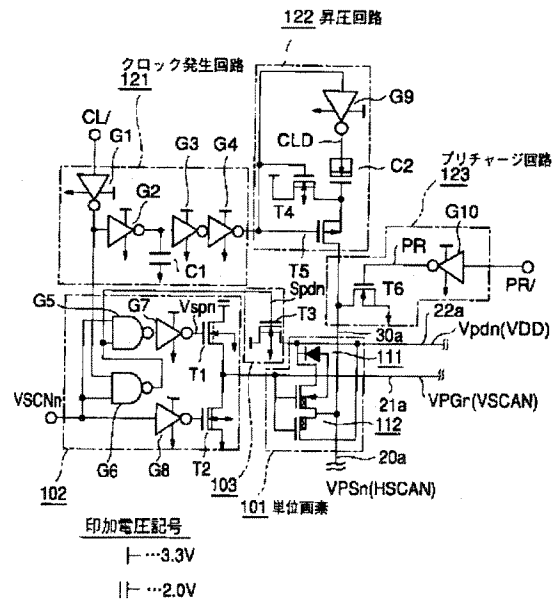 122 昇圧回路
クロック発生回路
121
G9
CL/
G1
G3 G4
CLD
C2
プリチャージ回路
123
G2
T4
G10
PR
C1
T5
T6
PR/
Spdn
G5
G7
Vspn
T3
22a
30a
Vpdn(VDD)
111
T1
VSCNn
21a
VPGr(VSCAN)
112
G6
G8
T2
20a
102
103
101 単位画素
VPSn(HSCAN)
印加電圧記号
…3.3V
…2.0V